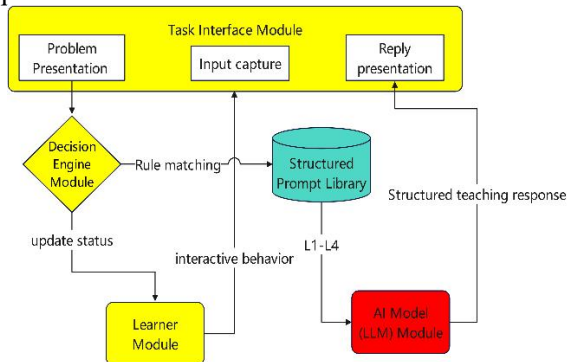 Task Interface Module
Problem
Presentation
Input capture
Reply
presentation
Decision
Engine
Module
Rule matching
Structured
Prompt Library
Structured teaching response
update status
interactive behavior
L1-L4
Learner
Module
AI Model
(LLM) Module